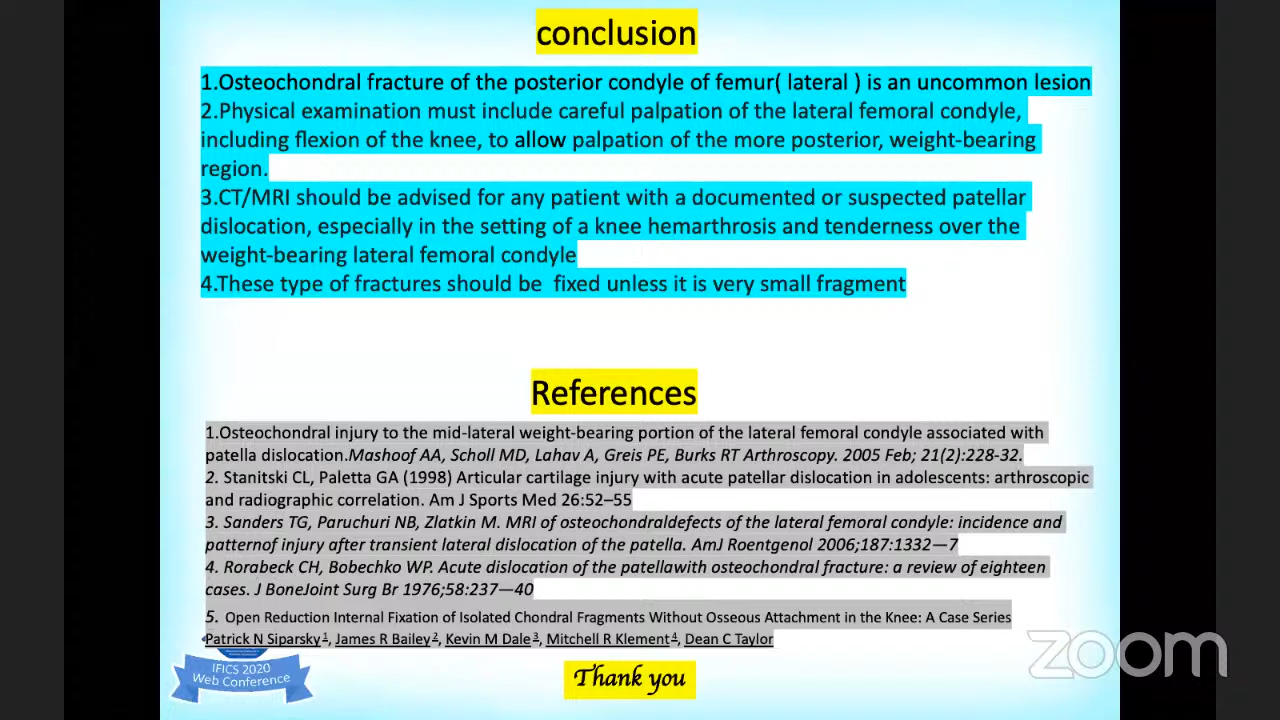 conclusion
1.Osteochondral fracture of the posterior condyle of femur( lateral ) is an uncommon lesion
2.Physical examination must include careful palpation of the lateral femoral condyle,
including flexion of the knee, to allow palpation of the more posterior, weight-bearing
region.
3.CT/MRI should be advised for any patient with a documented or suspected patellar
dislocation, especially in the setting of a knee hemarthrosis and tenderness over the
weight-bearing lateral femoral condyle
4.These type of fractures should be  fixed unless it is very small fragment
References
1.Osteochondral injury to the mid-lateral weight-bearing portion of the lateral femoral condyle associated with
patella dislocation.Mashoof AA, Scholl MD, Lahav A, Greis PE, Burks RT Arthroscopy. 2005 Feb; 21(2):228-32.
2. Stanitski CL, Paletta GA (1998) Articular cartilage injury with acute patellar dislocation in adolescents: arthroscopic
and radiographic correlation. Am J Sports Med 26:52–55
3. Sanders TG, Paruchuri NB, Zlatkin M. MRI of osteochondraldefects of the lateral femoral condyle: incidence and
patternof injury after transient lateral dislocation of the patella. AmJ Roentgenol 2006;187:1332—7
4. Rorabeck CH, Bobechko WP. Acute dislocation of the patellawith osteochondral fracture: a review of eighteen
cases. J BoneJoint Surg Br 1976;58:237—40
5. Open Reduction Internal Fixation of Isolated Chondral Fragments Without Osseous Attachment in the Knee: A Case Series
Patrick N Siparsky 1, James R Bailey 2, Kevin M Dale 3, Mitchell R Klement 4, Dean C Taylor
IFICS 2020
Web Conference
Thank you
zoom